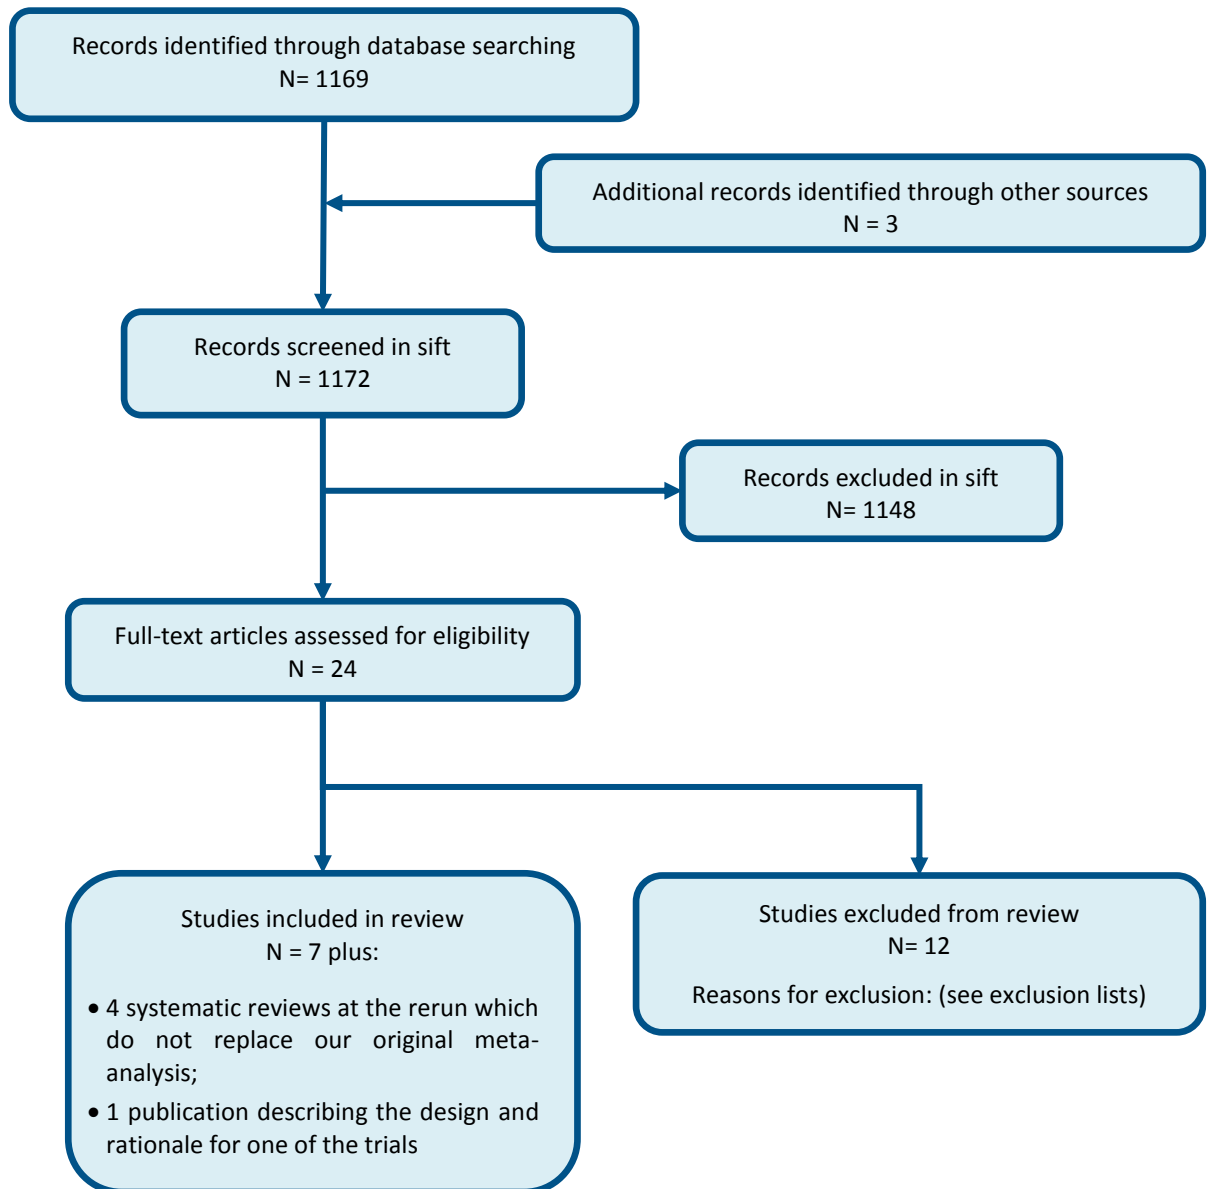 Records identified through database searching
N= 1169
Additional records identified through other sources
N = 3
Records screened in sift
N = 1172
Records excluded in sift
N= 1148
Full-text articles assessed for eligibility
N = 24
Studies included in review
N = 7 plus:
• 4 systematic reviews at the rerun which
do not replace our original meta-
analysis;
• 1 publication describing the design and
rationale for one of the trials
Studies excluded from review
N= 12
Reasons for exclusion: (see exclusion lists)